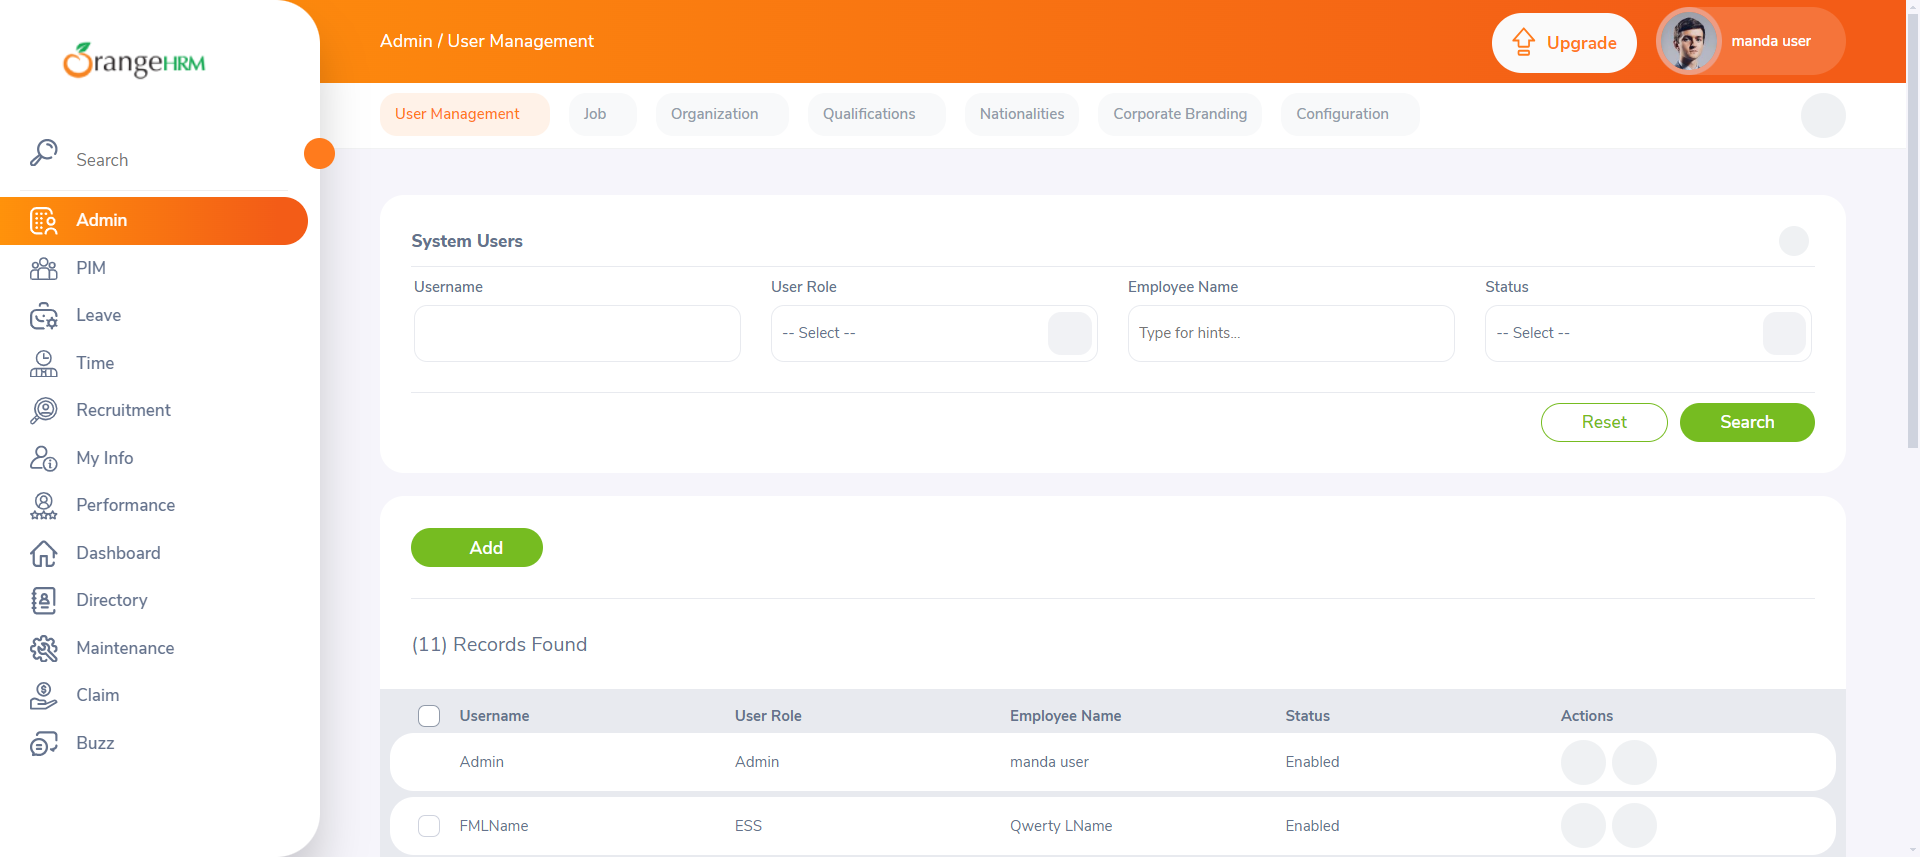 OrangeHRM
Admin / User Management
Upgrade
manda user
User Management
Job
Organization
Qualifications
Nationalities
Corporate Branding
Configuration
Search
Admin
PIM
Leave
Time
Recruitment
My Info
Performance
Dashboard
Directory
Maintenance
Claim
Buzz
System Users
Username
User Role
Employee Name
Status
-- Select --
Type for hints...
-- Select --
Reset
Search
Add
(11) Records Found
Username User Role Employee Name Status Actions
Admin Admin manda user Enabled
FMLName ESS Qwerty LName Enabled